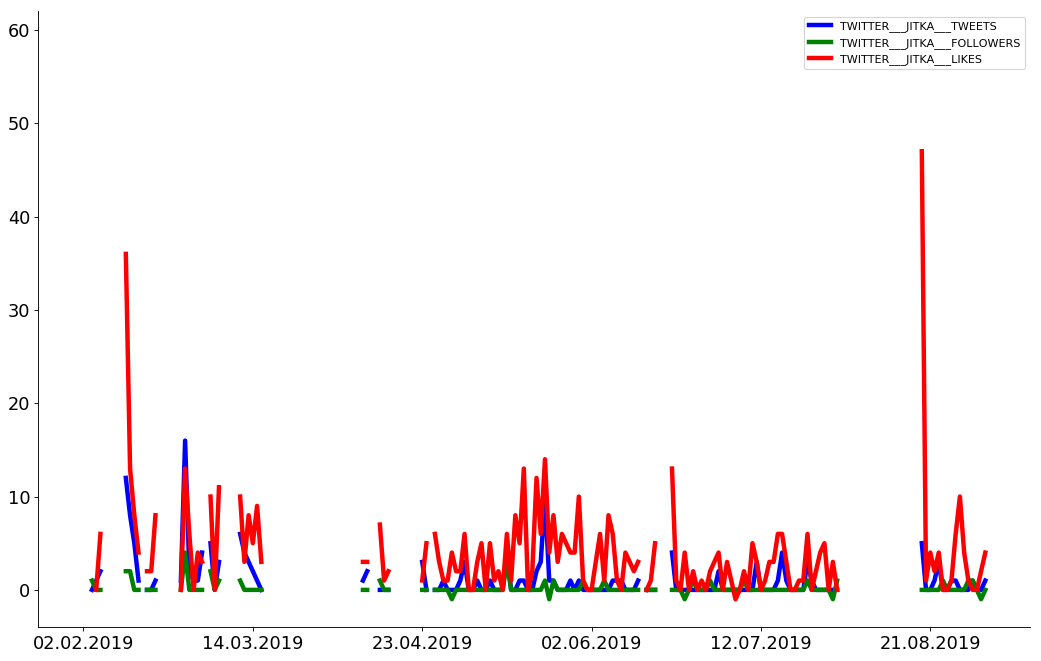 TWITTER___JITKA___TWEETS
TWITTER___JITKA___FOLLOWERS
TWITTER___JITKA___LIKES
60
50
40
30
20
10
0
02.02.2019 14.03.2019 23.04.2019 02.06.2019 12.07.2019 21.08.2019